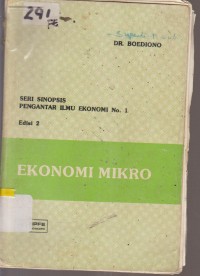 291
DR. BOEDIONO
SERI SINOPSIS
PENGANTAR ILMU EKONOMI No. 1
Edisi 2
EKONOMI MIKRO